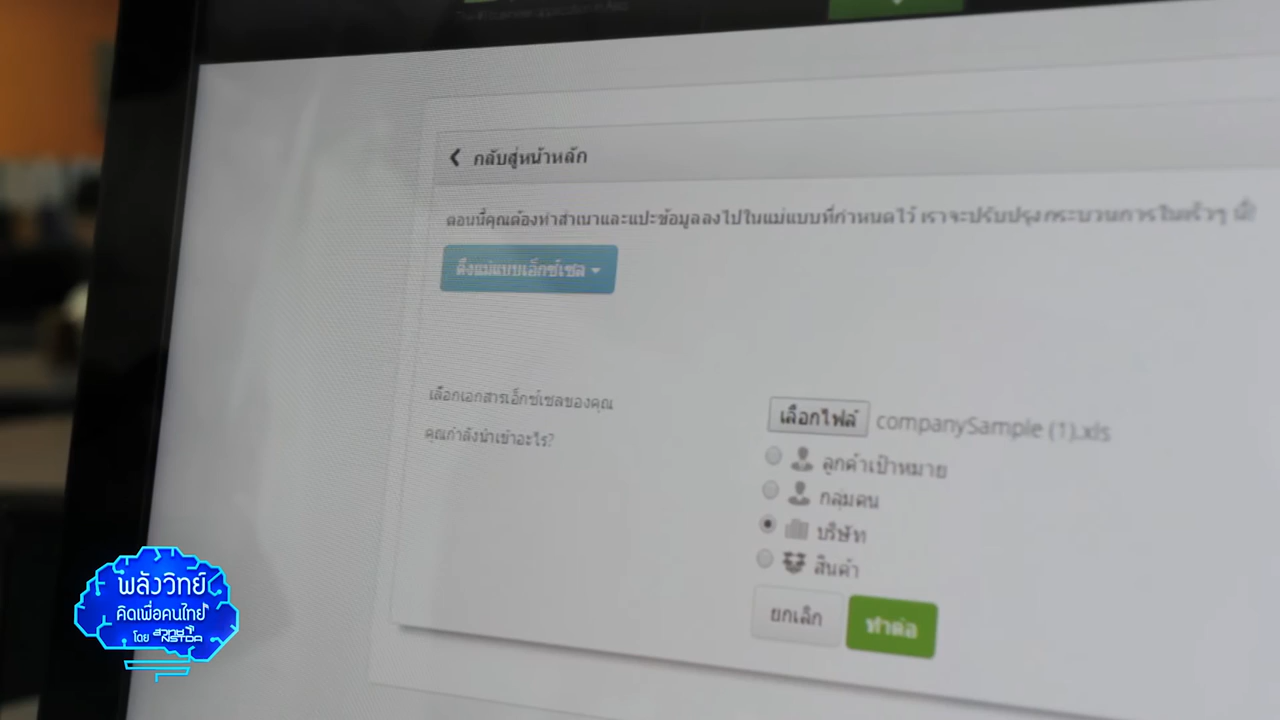 กลับสู่หน้าหลัก
ตอนนี้คุณต้องทำสำเนาและแปะข้อมูลลงไปในแม่แบบที่กำหนดไว้ เราจะปรับปรุงกระบวนการในเร็วๆ นี้!
ดึงแม่แบบเอ็กซ์เซล
เลือกเอกสารเอ็กซ์เซลของคุณ
เลือกไฟล์ companySample (1).xls
คุณกำลังนำเข้าอะไร?
ลูกค้าเป้าหมาย
กลุ่มคน
บริษัท
สินค้า
ยกเลิก
ทำต่อ
พลังวิทย์
คิดเพื่อคนไทย
โดย สวทช NSTDA